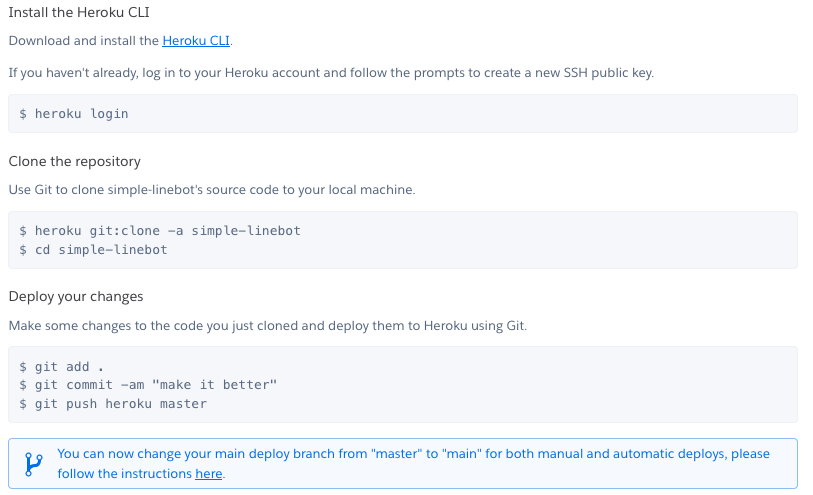 Install the Heroku CLI
Download and install the Heroku CLI.
If you haven't already, log in to your Heroku account and follow the prompts to create a new SSH public key.
$ heroku login
Clone the repository
Use Git to clone simple-linebot's source code to your local machine.
$ heroku git:clone -a simple-linebot
$ cd simple-linebot
Deploy your changes
Make some changes to the code you just cloned and deploy them to Heroku using Git.
$ git add .
$ git commit -am "make it better"
$ git push heroku master
You can now change your main deploy branch from "master" to "main" for both manual and automatic deploys, please
follow the instructions here.